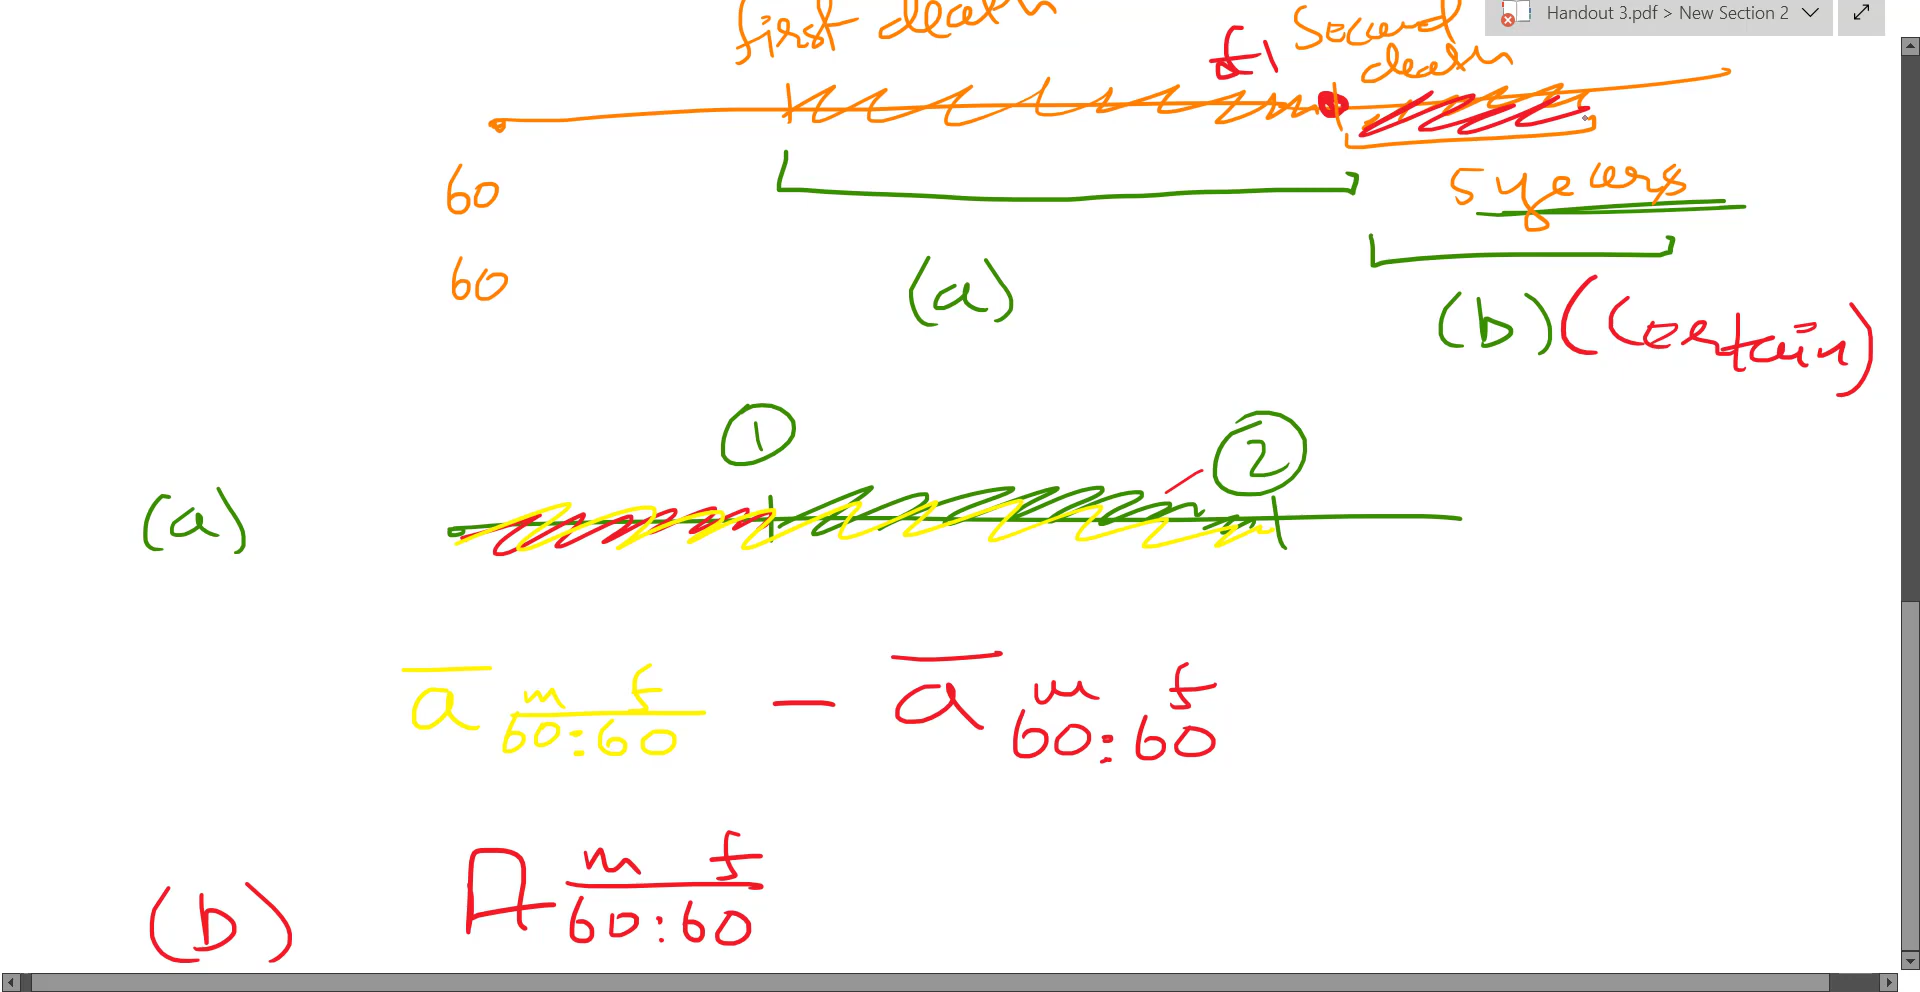 Handout 3.pdf > New Section 2
first death
£1
second
death
60
5 years
60
(a)
(b) (Certain)
1
2
(a)
a m f 60:60 - a m f 60:60
(b)
A m f 60:60